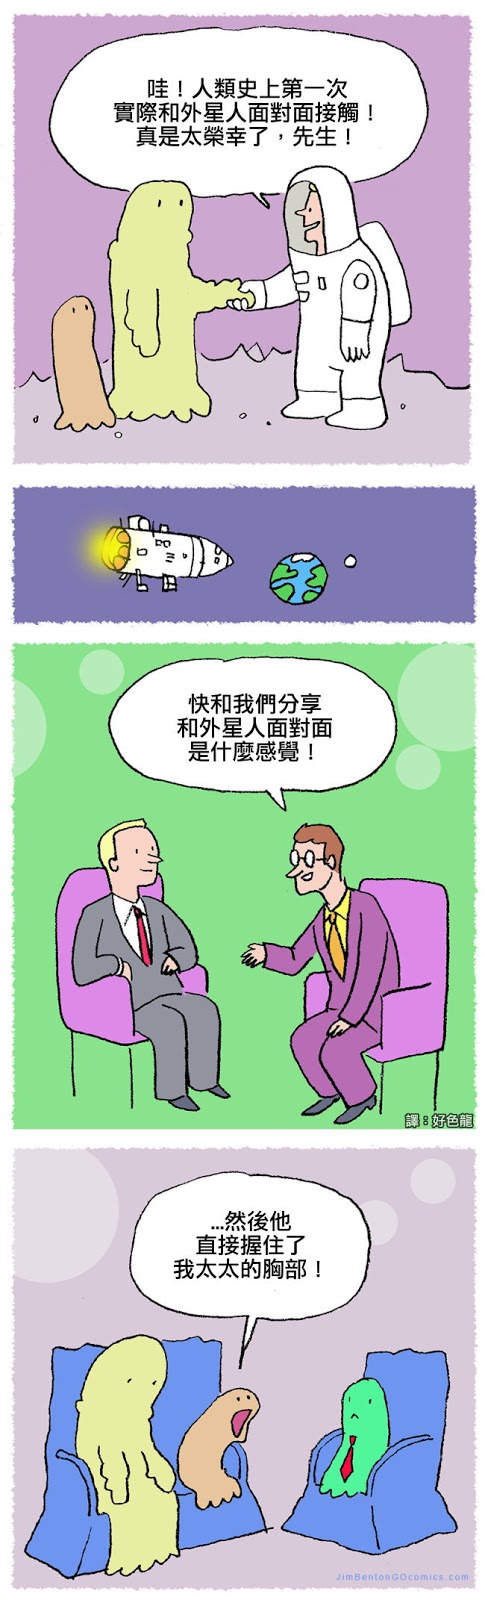 哇！人類史上第一次
實際和外星人面對面接觸！
真是太榮幸了，先生！
快和我們分享
和外星人面對面
是什麼感覺！
譯：好色龍
...然後他
直接握住了
我太太的胸部！
JimBentonGOcomics.com